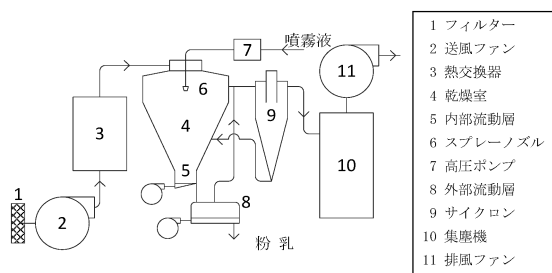 噴霧液
7
11
6
9
3
4
10
5
1
2
8
粉 乳
1 フィルター
2 送風ファン
3 熱交換器
4 乾燥室
5 内部流動層
6 スプレーノズル
7 高圧ポンプ
8 外部流動層
9 サイクロン
10 集塵機
11 排風ファン